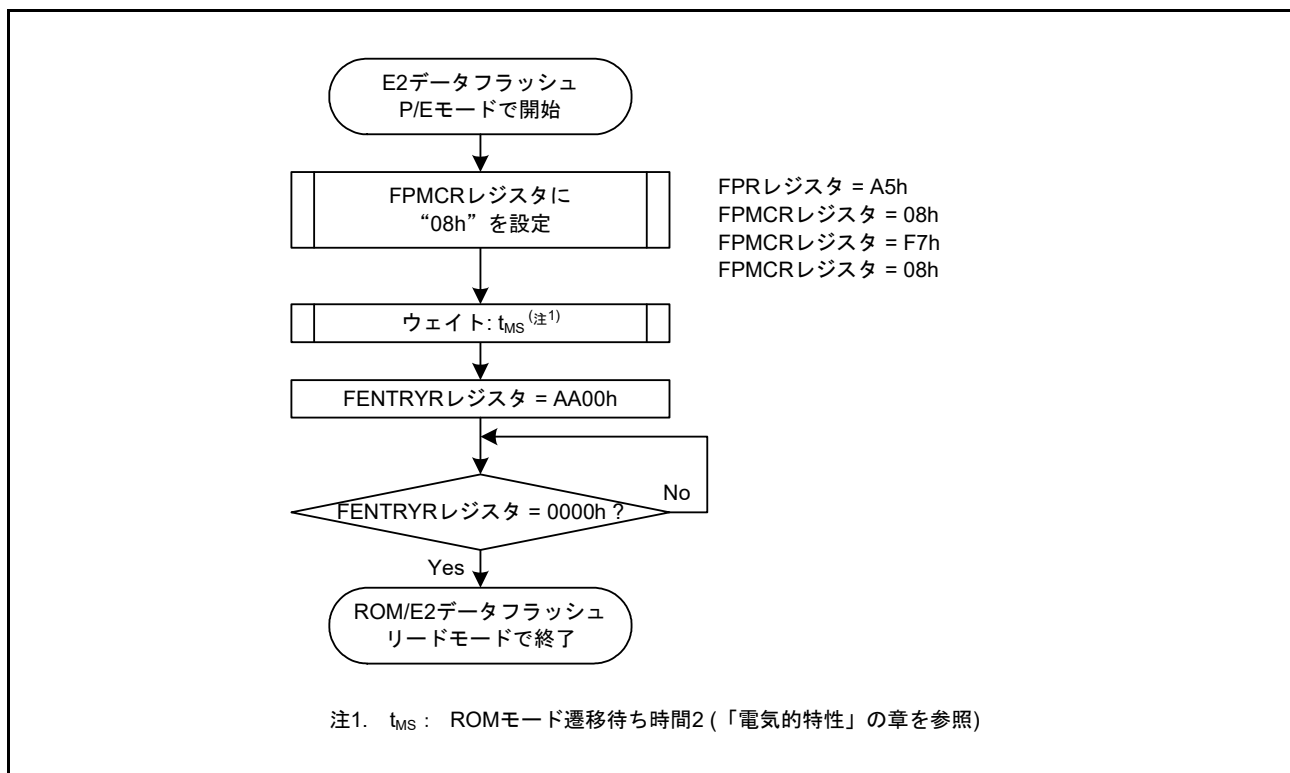 E2データフラッシュ
P/Eモードで開始
FPMCRレジスタに
“08h”を設定
FPRレジスタ = A5h
FPMCRレジスタ = 08h
FPMCRレジスタ = F7h
FPMCRレジスタ = 08h
ウェイト: tMS (注1)
FENTRYRレジスタ = AA00h
FENTRYRレジスタ = 0000h ?
No
Yes
ROM/E2データフラッシュ
リードモードで終了
注1. tMS : ROMモード遷移待ち時間2 (「電気的特性」の章を参照)